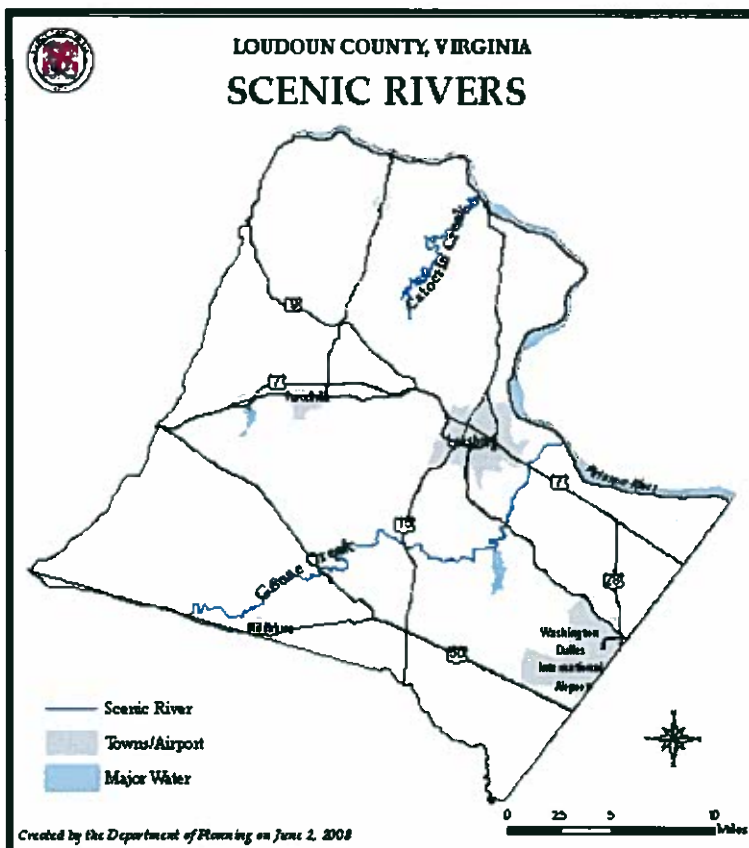 LOUDOUN COUNTY, VIRGINIA
SCENIC RIVERS
Catoctin Creek
9
7
Leesburg
Potomac River
7
15
Goose Creek
28
Middleburg
50
Washington
Dulles
International
Airport
Scenic River
Towns/Airport
Major Water
0 2.5 5 10
Miles
Created by the Department of Planning on June 2, 2008